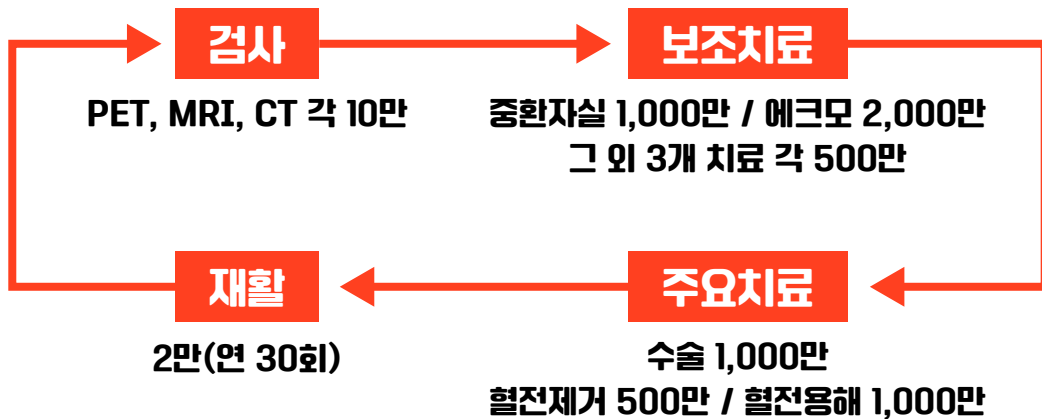 검사
PET, MRI, CT 각 10만
보조치료
중환자실 1,000만 / 에크모 2,000만
그 외 3개 치료 각 500만
주요치료
수술 1,000만
혈전제거 500만 / 혈전용해 1,000만
재활
2만(연 30회)